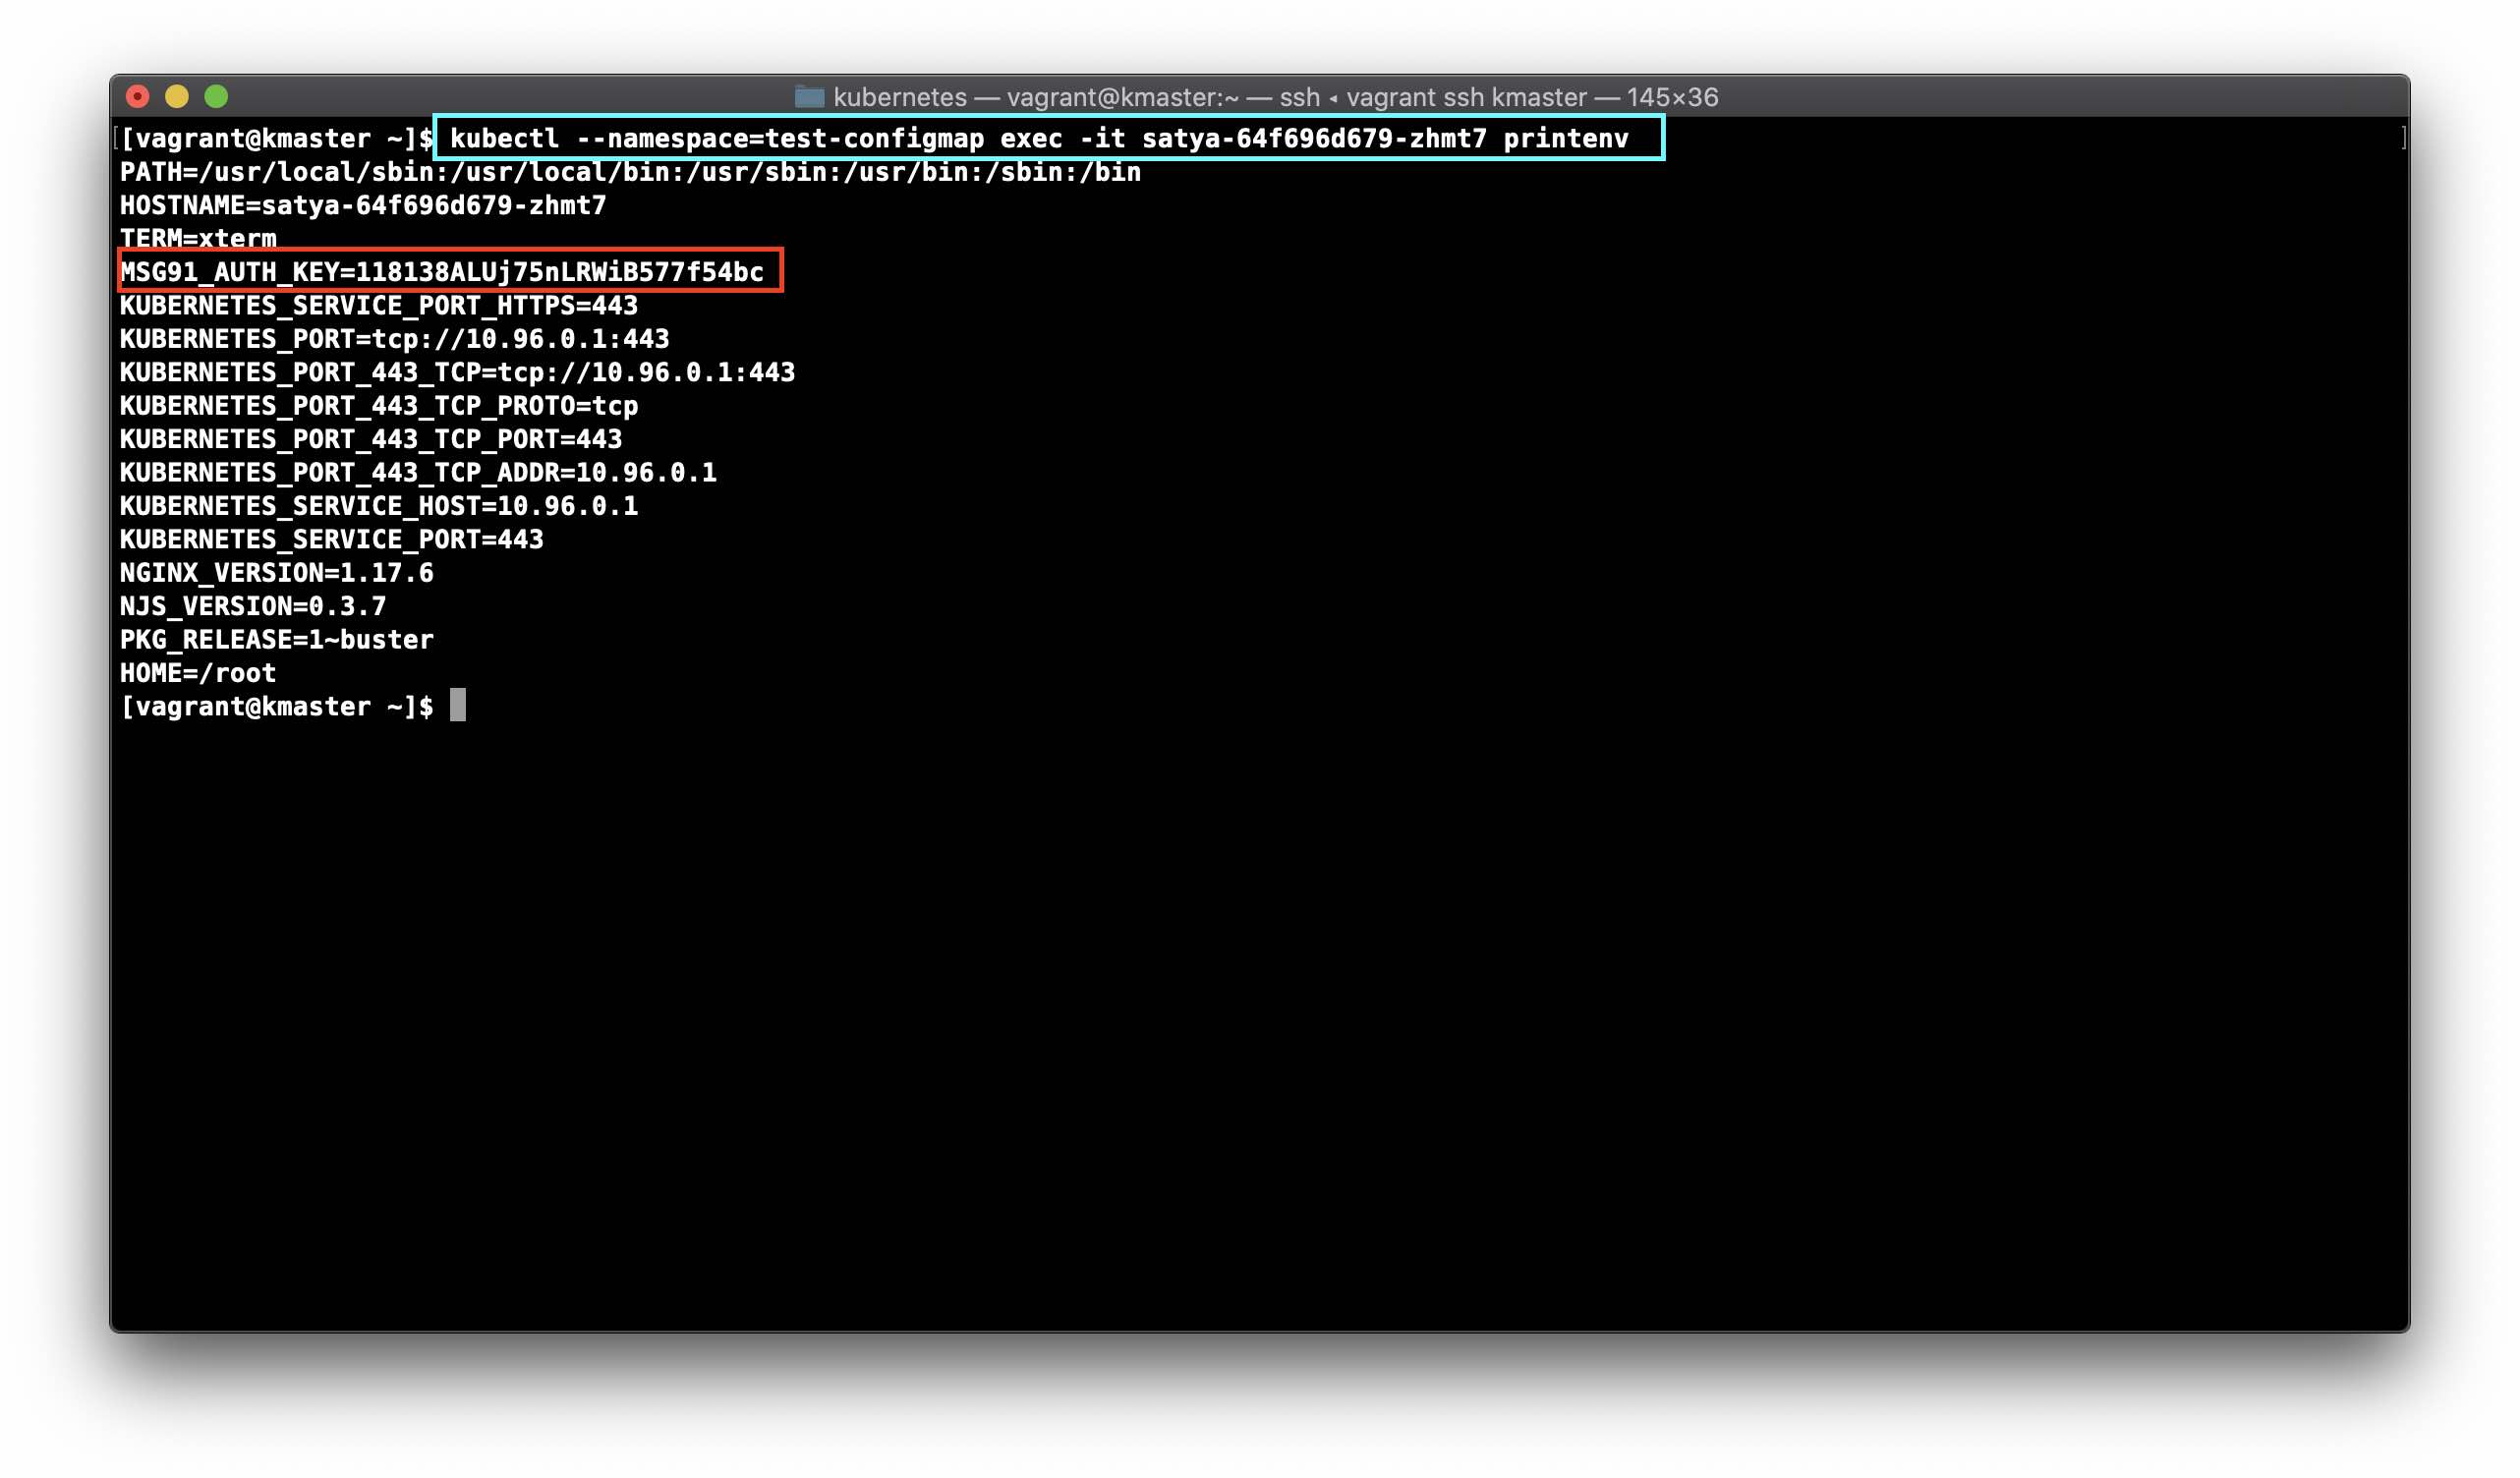 kubernetes — vagrant@kmaster:~ — ssh ◂ vagrant ssh kmaster — 145×36
[[vagrant@kmaster ~]$ kubectl --namespace=test-configmap exec -it satya-64f696d679-zhmt7 printenv ]
PATH=/usr/local/sbin:/usr/local/bin:/usr/sbin:/usr/bin:/sbin:/bin
HOSTNAME=satya-64f696d679-zhmt7
TERM=xterm
MSG91_AUTH_KEY=118138ALUj75nLRWiB577f54bc
KUBERNETES_SERVICE_PORT_HTTPS=443
KUBERNETES_PORT=tcp://10.96.0.1:443
KUBERNETES_PORT_443_TCP=tcp://10.96.0.1:443
KUBERNETES_PORT_443_TCP_PROTO=tcp
KUBERNETES_PORT_443_TCP_PORT=443
KUBERNETES_PORT_443_TCP_ADDR=10.96.0.1
KUBERNETES_SERVICE_HOST=10.96.0.1
KUBERNETES_SERVICE_PORT=443
NGINX_VERSION=1.17.6
NJS_VERSION=0.3.7
PKG_RELEASE=1~buster
HOME=/root
[vagrant@kmaster ~]$